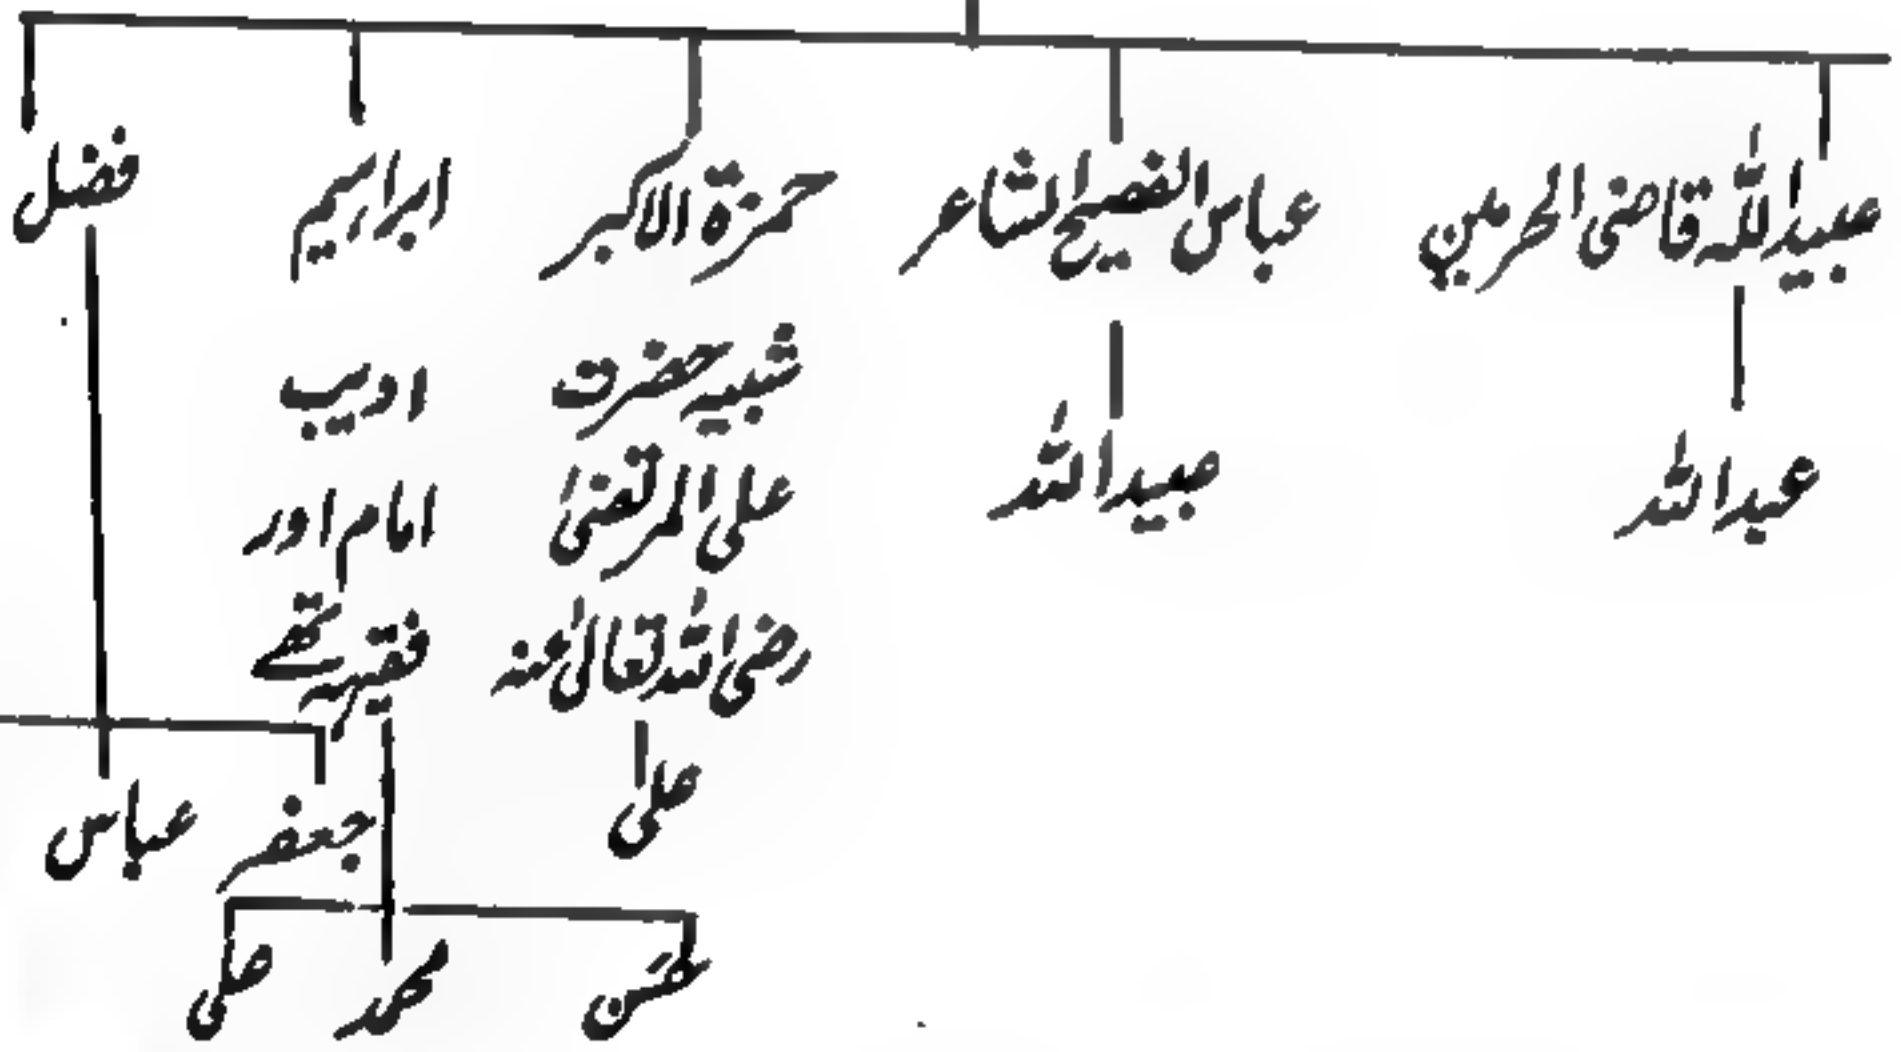 عبیداللہ قاضی الحرمین
عباس الفصیح الشاعر
حمزۃ الاکبر
ابراہیم
فضل
شبیہ حضرت
علی المرتضیٰ
رضی اللہ تعالیٰ عنہ
ادیب
امام اور
فقیہہ تھے
عبداللہ
عبیداللہ
علی
جعفر
عباس
حسن
محمد
علی